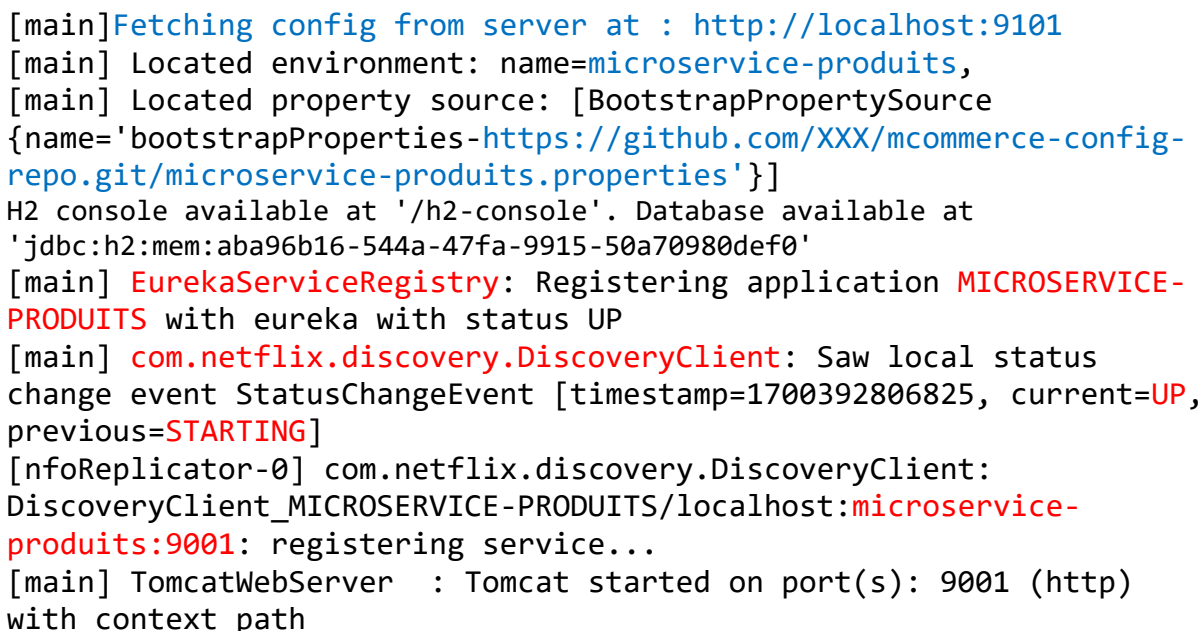 [main]Fetching config from server at : http://localhost:9101
[main] Located environment: name=microservice-produits,
[main] Located property source: [BootstrapPropertySource
{name='bootstrapProperties-https://github.com/XXX/mcommerce-config-
repo.git/microservice-produits.properties'}]
H2 console available at '/h2-console'. Database available at
'jdbc:h2:mem:aba96b16-544a-47fa-9915-50a70980def0'
[main] EurekaServiceRegistry: Registering application MICROSERVICE-
PRODUITS with eureka with status UP
[main] com.netflix.discovery.DiscoveryClient: Saw local status
change event StatusChangeEvent [timestamp=1700392806825, current=UP,
previous=STARTING]
[nfoReplicator-0] com.netflix.discovery.DiscoveryClient:
DiscoveryClient_MICROSERVICE-PRODUITS/localhost:microservice-
produits:9001: registering service...
[main] TomcatWebServer  : Tomcat started on port(s): 9001 (http)
with context path